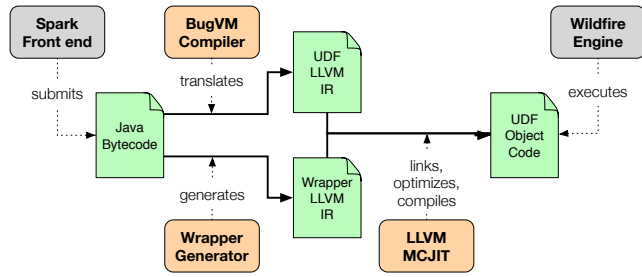 Spark
Front end
BugVM
Compiler
Wildfire
Engine
submits
translates
executes
UDF
LLVM
IR
Java
Bytecode
UDF
Object
Code
generates
Wrapper
LLVM
IR
links,
optimizes,
compiles
Wrapper
Generator
LLVM
MCJIT